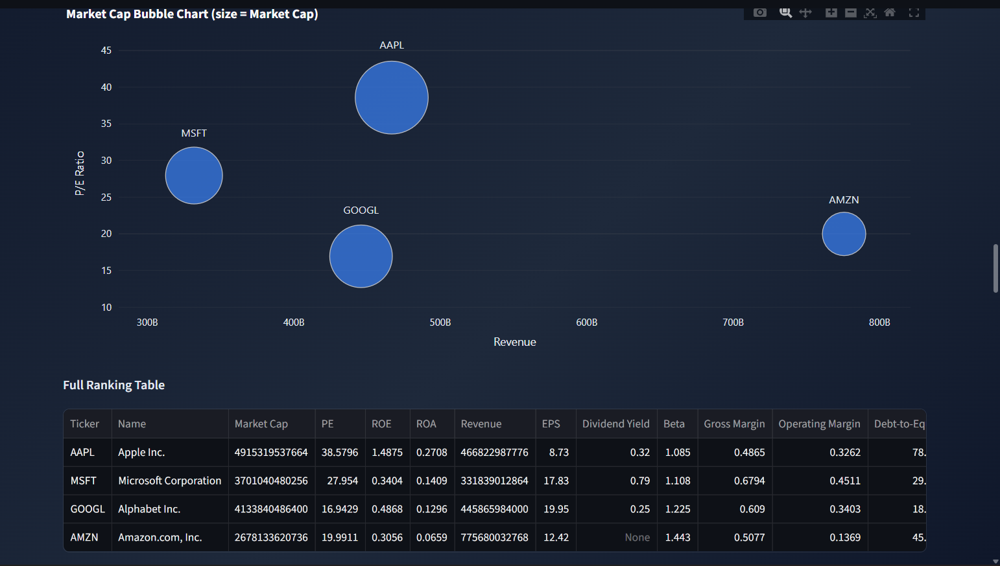 Market Cap Bubble Chart (size = Market Cap)
AAPL
45
40
35
MSFT
30
P/E Ratio
25
AMZN
GOOGL
20
15
10
300B 400B 500B 600B 700B 800B
Revenue
Full Ranking Table
Ticker Name Market Cap PE ROE ROA Revenue EPS Dividend Yield Beta Gross Margin Operating Margin Debt-to-Eq
AAPL Apple Inc. 4915319537664 38.5796 1.4875 0.2708 466822987776 8.73 0.32 1.085 0.4865 0.3262 78.
MSFT Microsoft Corporation 3701040480256 27.954 0.3404 0.1409 331839012864 17.83 0.79 1.108 0.6794 0.4511 29.
GOOGL Alphabet Inc. 4133840486400 16.9429 0.4868 0.1296 445865984000 19.95 0.25 1.225 0.609 0.3403 18.
AMZN Amazon.com, Inc. 2678133620736 19.9911 0.3056 0.0659 775680032768 12.42 None 1.443 0.5077 0.1369 45.